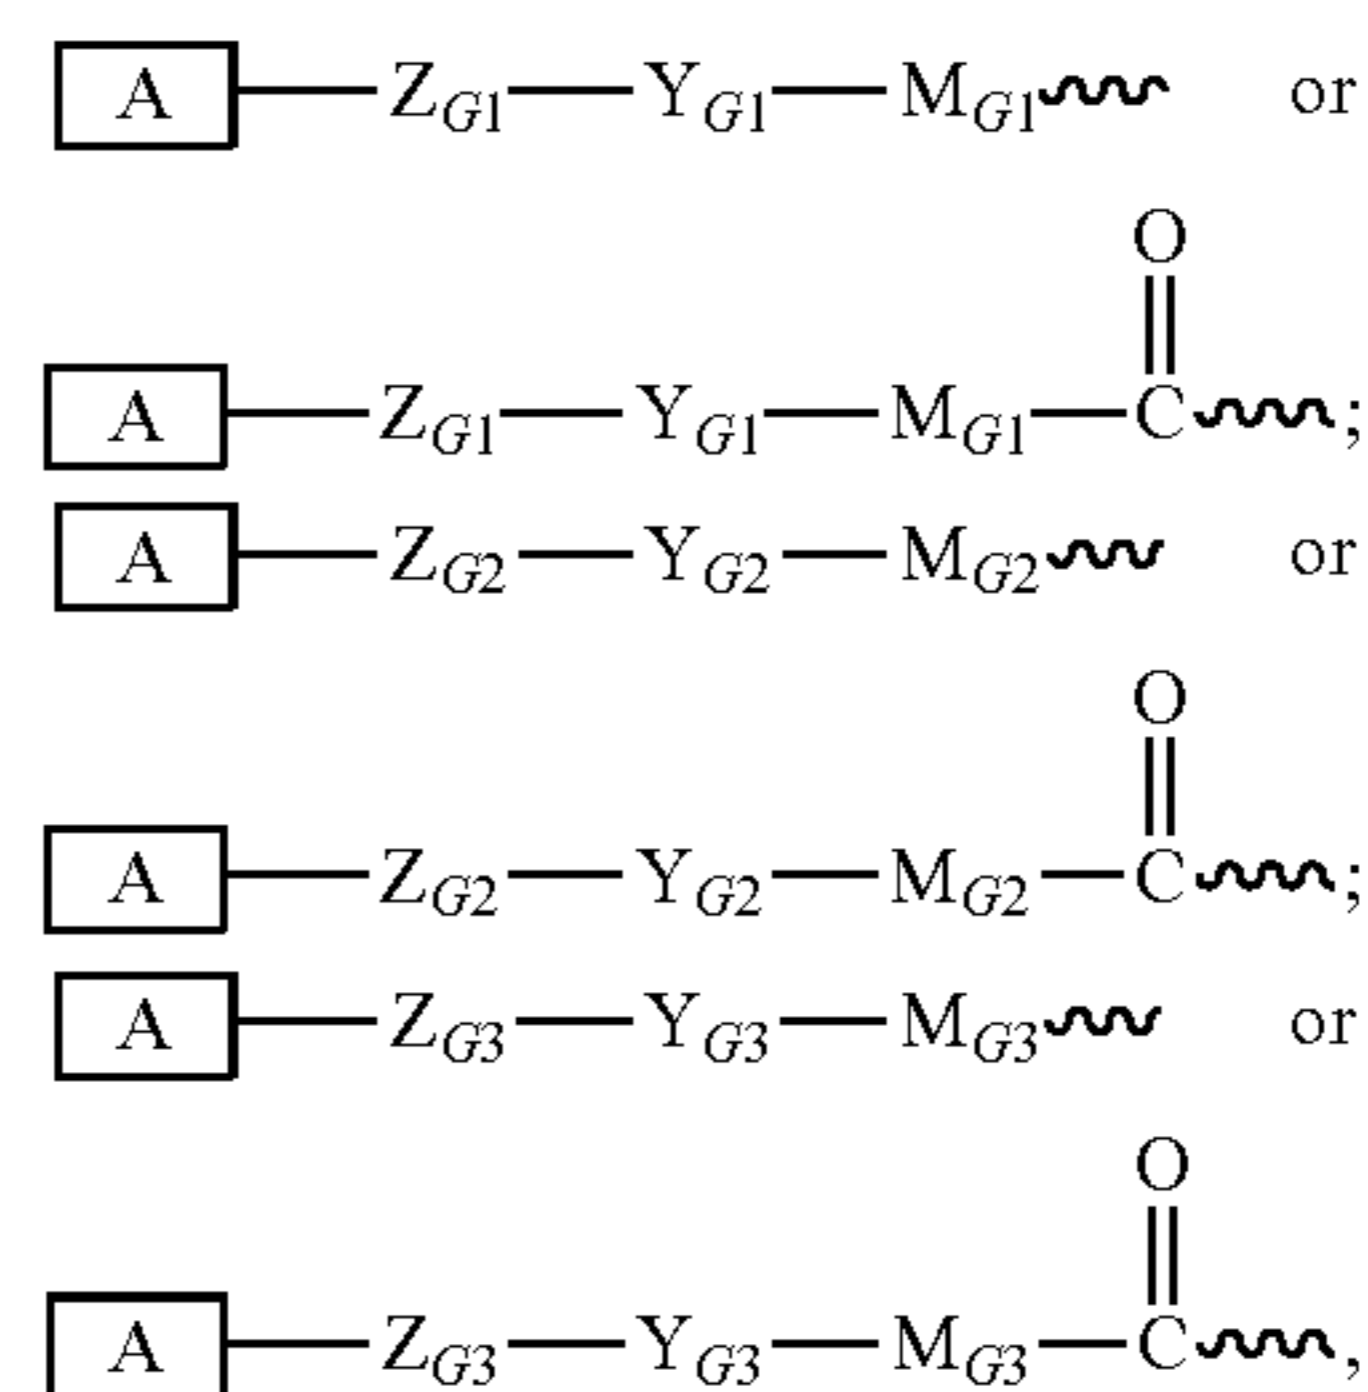 A Z_G1 Y_G1 M_G1 or
O
A Z_G1 Y_G1 M_G1 C ;
A Z_G2 Y_G2 M_G2 or
O
A Z_G2 Y_G2 M_G2 C ;
A Z_G3 Y_G3 M_G3 or
O
A Z_G3 Y_G3 M_G3 C ,